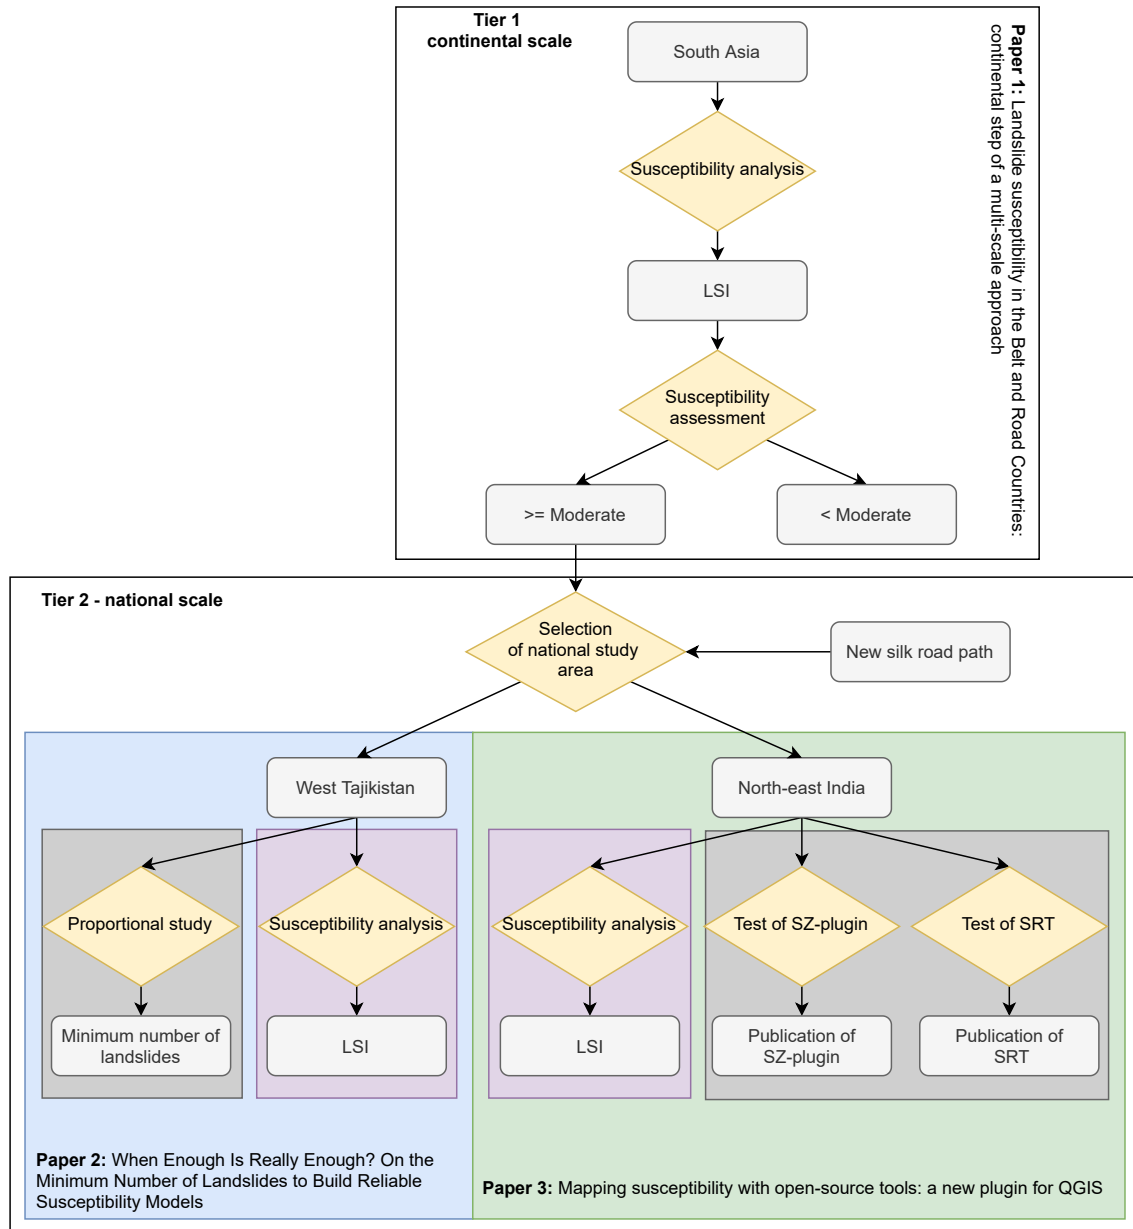 Tier 1
continental scale
South Asia
Paper 1: Landslide susceptibility in the Belt and Road Countries:
continental step of a multi-scale approach
Susceptibility analysis
LSI
Susceptibility
assessment
>= Moderate
< Moderate
Tier 2 - national scale
Selection
of national study
area
New silk road path
West Tajikistan
North-east India
Proportional study
Susceptibility analysis
Susceptibility analysis
Test of SZ-plugin
Test of SRT
Minimum number of
landslides
LSI
LSI
Publication of
SZ-plugin
Publication of
SRT
Paper 2: When Enough Is Really Enough? On the
Minimum Number of Landslides to Build Reliable
Susceptibility Models
Paper 3: Mapping susceptibility with open-source tools: a new plugin for QGIS